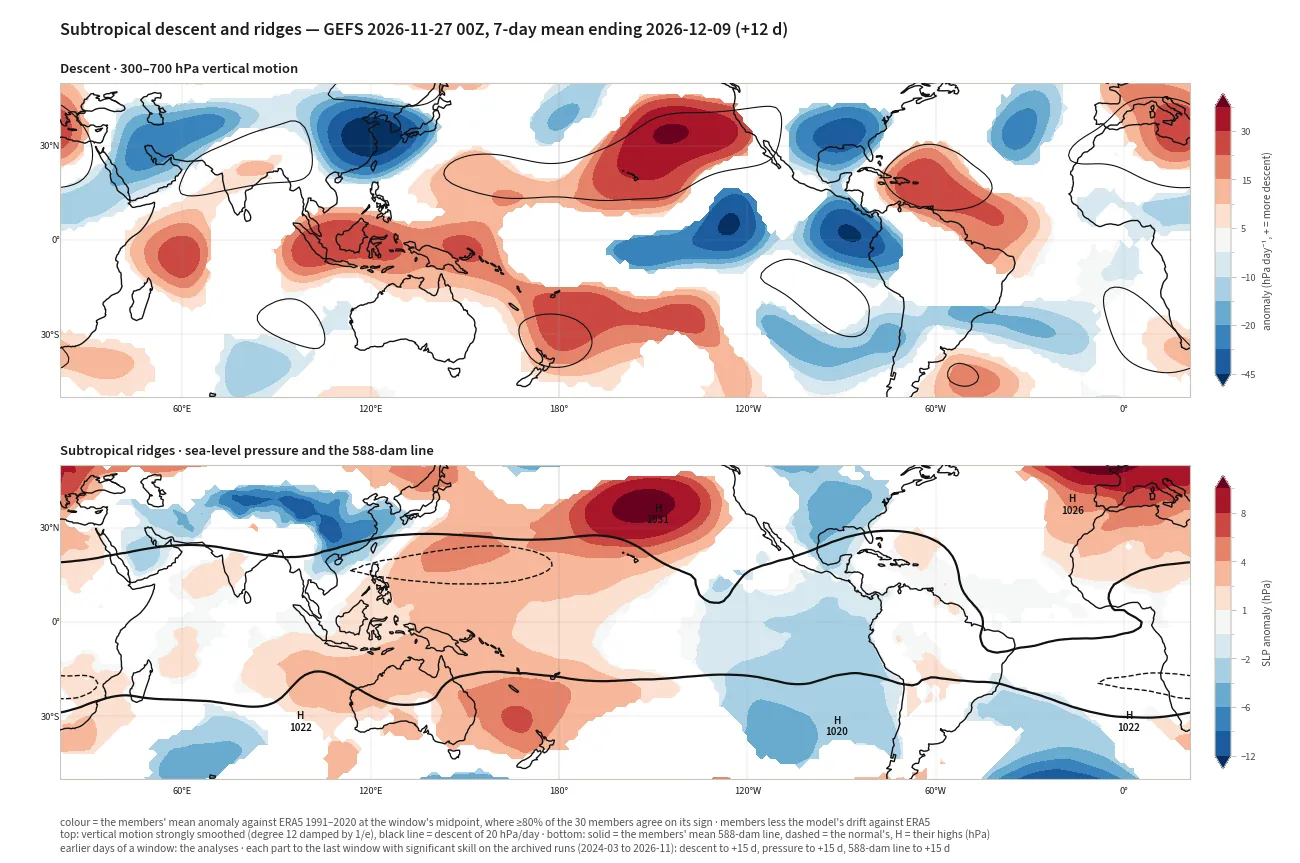 Subtropical descent and ridges — GEFS 2026-11-27 00Z, 7-day mean ending 2026-12-09 (+12 d)
Descent · 300–700 hPa vertical motion
30°N
0°
30°S
60°E
120°E
180°
120°W
60°W
0°
30
15
5
−10
−20
−45
anomaly (hPa day⁻¹, + = more descent)
Subtropical ridges · sea-level pressure and the 588-dam line
H
1031
H
1026
H
1022
H
1020
H
1022
30°N
0°
30°S
60°E
120°E
180°
120°W
60°W
0°
8
4
1
−2
−6
−12
SLP anomaly (hPa)
colour = the members' mean anomaly against ERA5 1991–2020 at the window's midpoint, where ≥80% of the 30 members agree on its sign · members less the model's drift against ERA5
top: vertical motion strongly smoothed (degree 12 damped by 1/e), black line = descent of 20 hPa/day · bottom: solid = the members' mean 588-dam line, dashed = the normal's, H = their highs (hPa)
earlier days of a window: the analyses · each part to the last window with significant skill on the archived runs (2024-03 to 2026-11): descent to +15 d, pressure to +15 d, 588-dam line to +15 d